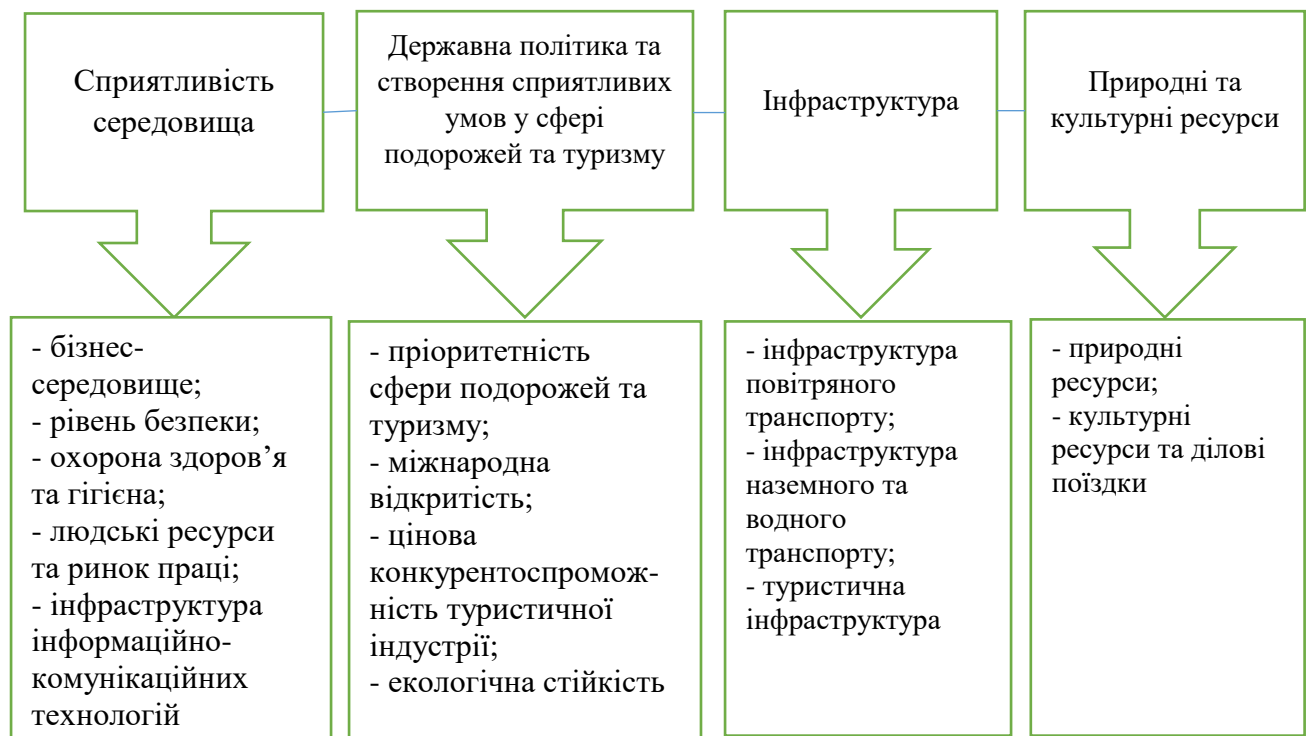 Сприятливість
середовища
Державна політика та
створення сприятливих
умов у сфері
подорожей та туризму
Інфраструктура
Природні та
культурні ресурси
- бізнес-
середовище;
- рівень безпеки;
- охорона здоров’я
та гігієна;
- людські ресурси
та ринок праці;
- інфраструктура
інформаційно-
комунікаційних
технологій
- пріоритетність
сфери подорожей та
туризму;
- міжнародна
відкритість;
- цінова
конкурентоспромож-
ність туристичної
індустрії;
- екологічна стійкість
- інфраструктура
повітряного
транспорту;
- інфраструктура
наземного та
водного
транспорту;
- туристична
інфраструктура
- природні
ресурси;
- культурні
ресурси та ділові
поїздки